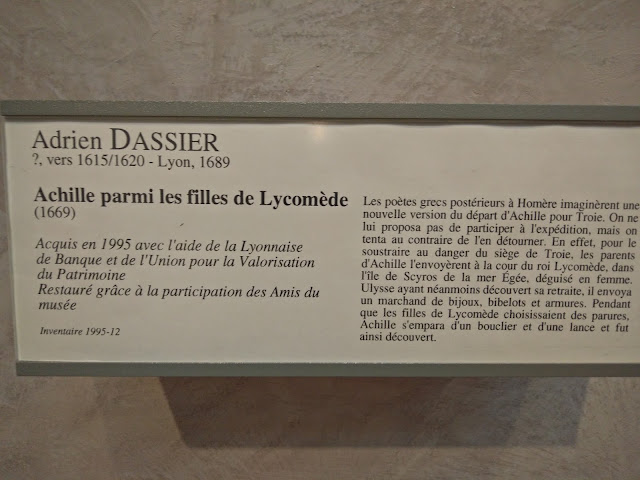 Adrien DASSIER
?, vers 1615/1620 - Lyon, 1689
Achille parmi les filles de Lycomède
(1669)
Acquis en 1995 avec l'aide de la Lyonnaise
de Banque et de l'Union pour la Valorisation
du Patrimoine
Restauré grâce à la participation des Amis du
musée
Inventaire 1995-12
Les poètes grecs postérieurs à Homère imaginèrent une
nouvelle version du départ d'Achille pour Troie. On ne
lui proposa pas de participer à l'expédition, mais on
tenta au contraire de l'en détourner. En effet, pour le
soustraire au danger du siège de Troie, les parents
d'Achille l'envoyèrent à la cour du roi Lycomède, dans
l'île de Scyros de la mer Égée, déguisé en femme.
Ulysse ayant néanmoins découvert sa retraite, il envoya
un marchand de bijoux, bibelots et armures. Pendant
que les filles de Lycomède choisissaient des parures,
Achille s'empara d'un bouclier et d'une lance et fut
ainsi découvert.